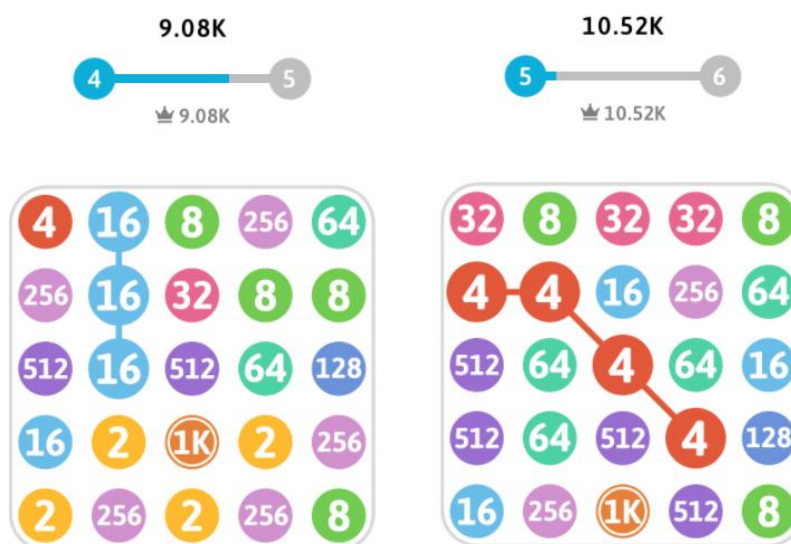 9.08K
4 5
9.08K
4 16 8 256 64
256 16 32 8 8
512 16 512 64 128
16 2 1K 2 256
2 256 2 256 8
10.52K
5 6
10.52K
32 8 32 32 8
4 4 16 256 64
512 64 4 64 16
512 64 512 4 128
16 256 1K 512 8